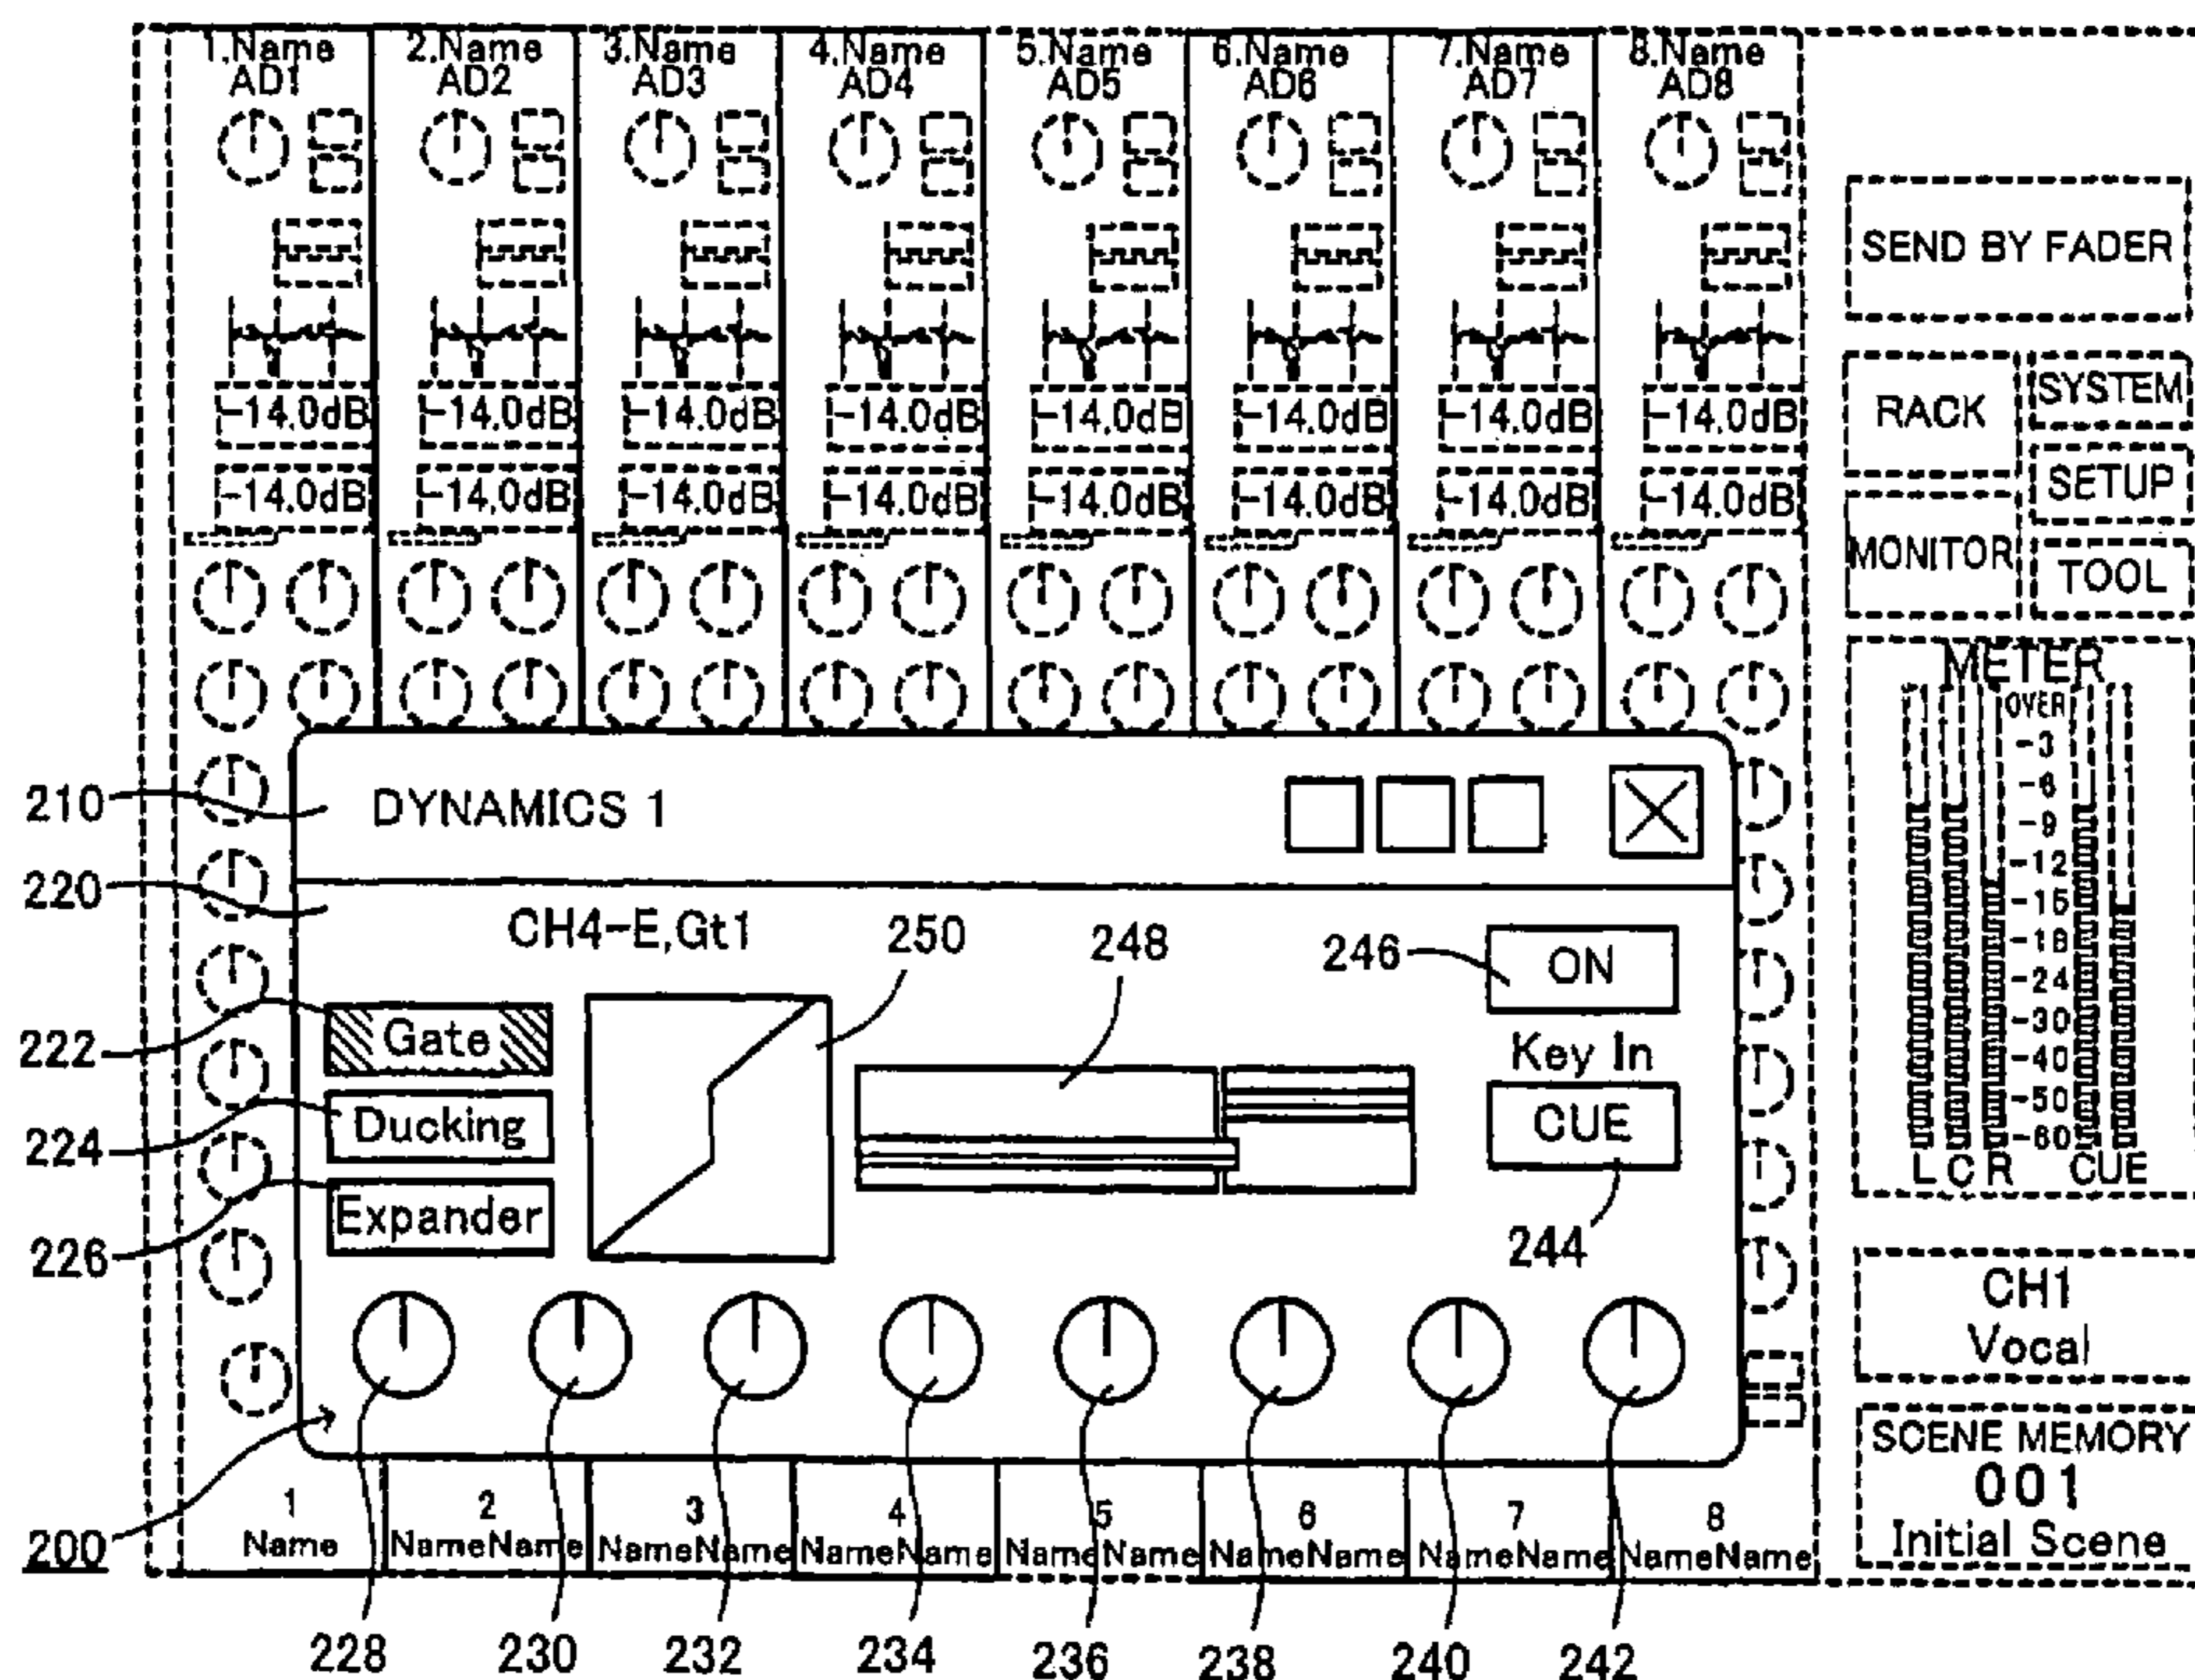 1.Name 2.Name 3.Name 4.Name 5.Name 6.Name 7.Name 8.Name
AD1 AD2 AD3 AD4 AD5 AD6 AD7 AD8
SEND BY FADER
-14.0dB -14.0dB -14.0dB -14.0dB -14.0dB -14.0dB -14.0dB -14.0dB
RACK SYSTEM
-14.0dB -14.0dB -14.0dB -14.0dB -14.0dB -14.0dB -14.0dB -14.0dB
SETUP
MONITOR TOOL
METER
OVER
-3
-6
-9
-12
-15
-18
-24
-30
-40
-50
-60
L C R CUE
210 DYNAMICS 1
220
CH4-E,Gt1 250 248 246 ON
222 Gate
Key In
224 Ducking CUE
226 Expander 244
CH1
Vocal
SCENE MEMORY
001
Initial Scene
200
1 2 3 4 5 6 7 8
Name NameName NameName NameName NameName NameName NameName NameName
228 230 232 234 236 238 240 242